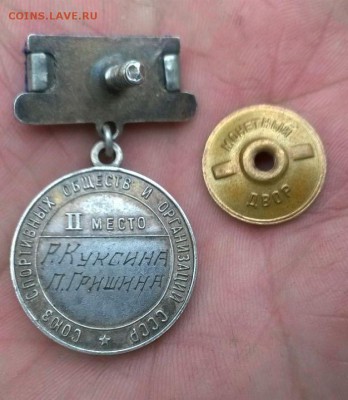 COINS.LAVE.RU
СОЮЗ СПОРТИВНЫХ ОБЩЕСТВ И ОРГАНИЗАЦИЙ СССР
II МЕСТО
Р. КУКСИНА
Л. ГРИШИНА
МОНЕТНЫЙ
ДВОР